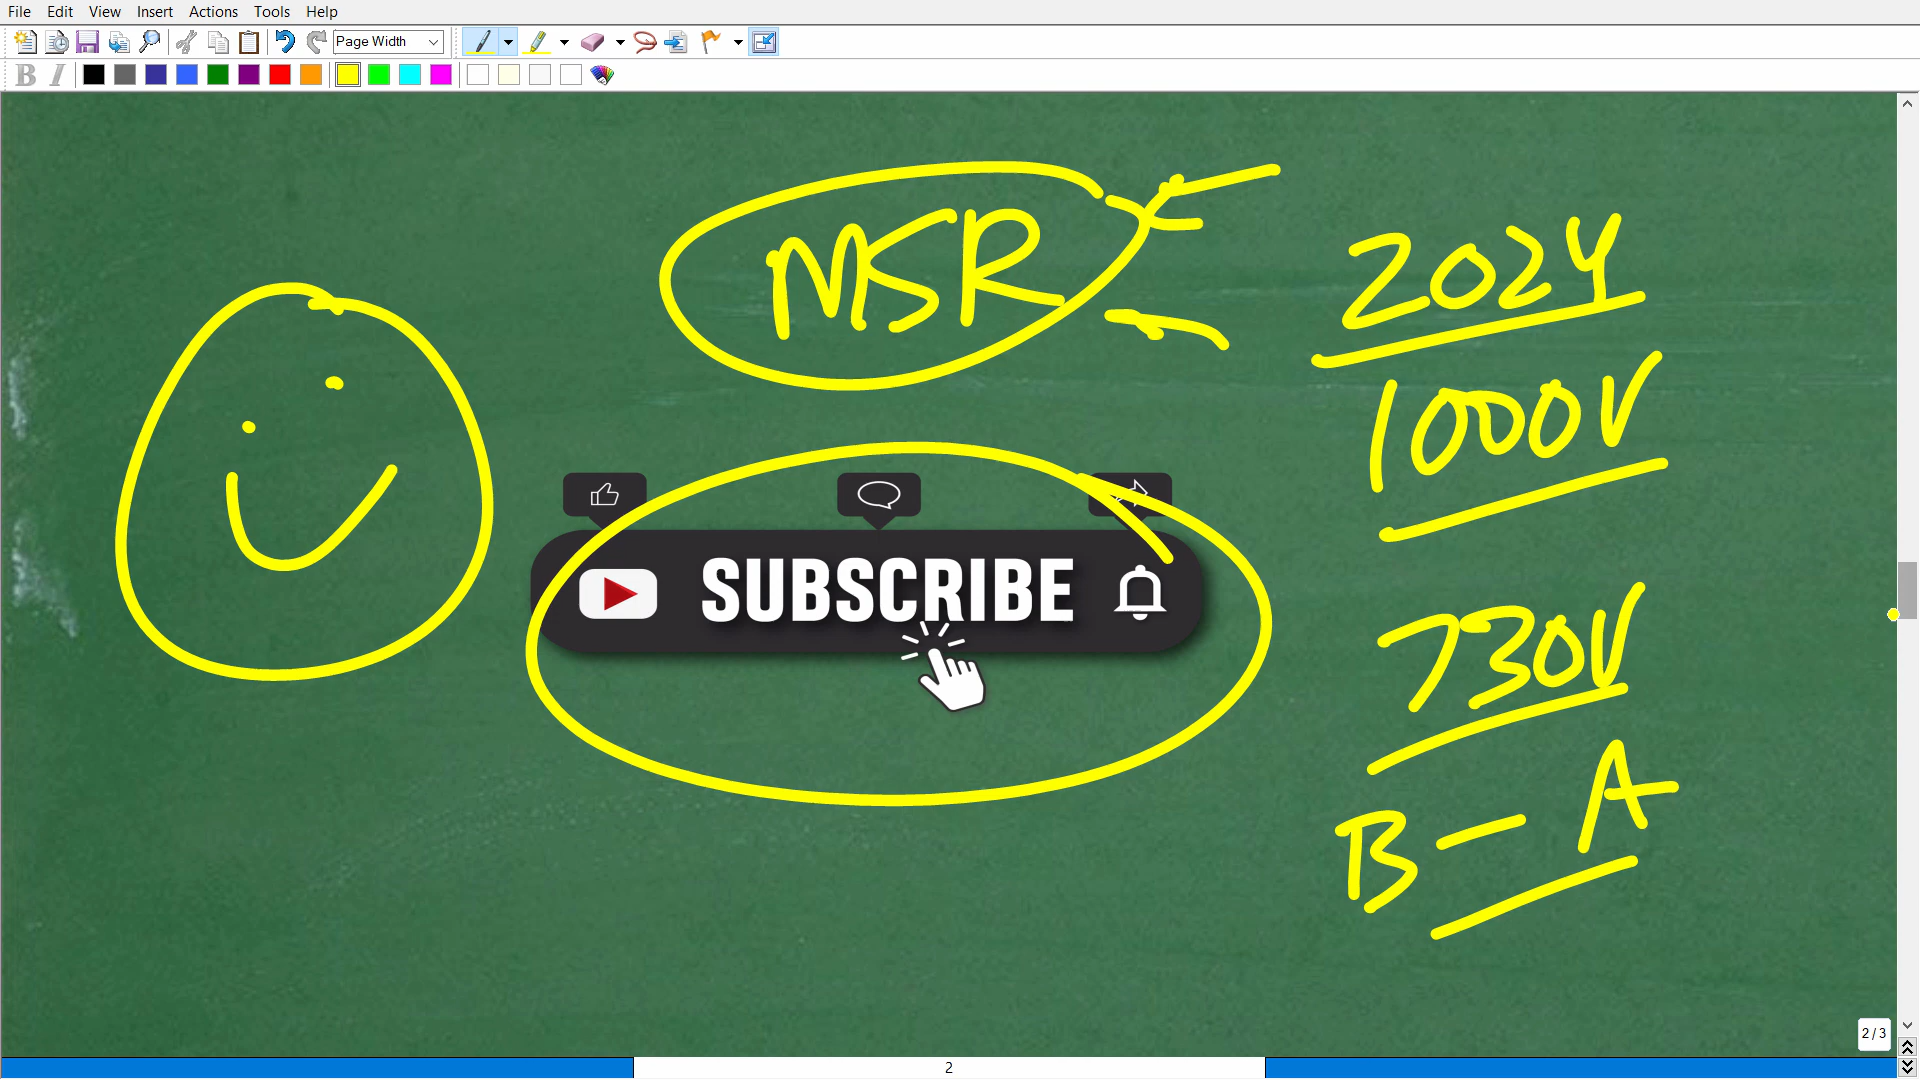 File Edit View Insert Actions Tools Help
Page Width
B I
MSR
2024
1000V
SUBSCRIBE
730V
B - A
2 / 3
2